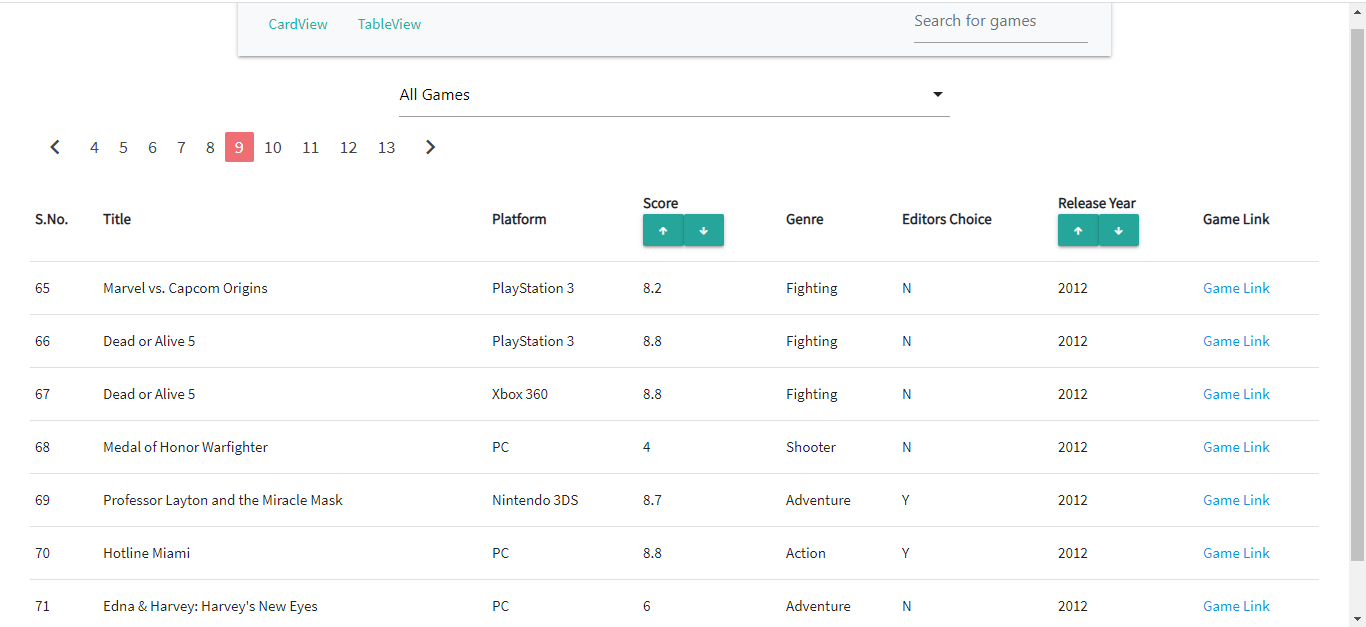 CardView TableView Search for games
All Games
4 5 6 7 8 9 10 11 12 13
S.No. Title Platform Score Genre Editors Choice Release Year Game Link
65 Marvel vs. Capcom Origins PlayStation 3 8.2 Fighting N 2012 Game Link
66 Dead or Alive 5 PlayStation 3 8.8 Fighting N 2012 Game Link
67 Dead or Alive 5 Xbox 360 8.8 Fighting N 2012 Game Link
68 Medal of Honor Warfighter PC 4 Shooter N 2012 Game Link
69 Professor Layton and the Miracle Mask Nintendo 3DS 8.7 Adventure Y 2012 Game Link
70 Hotline Miami PC 8.8 Action Y 2012 Game Link
71 Edna & Harvey: Harvey's New Eyes PC 6 Adventure N 2012 Game Link